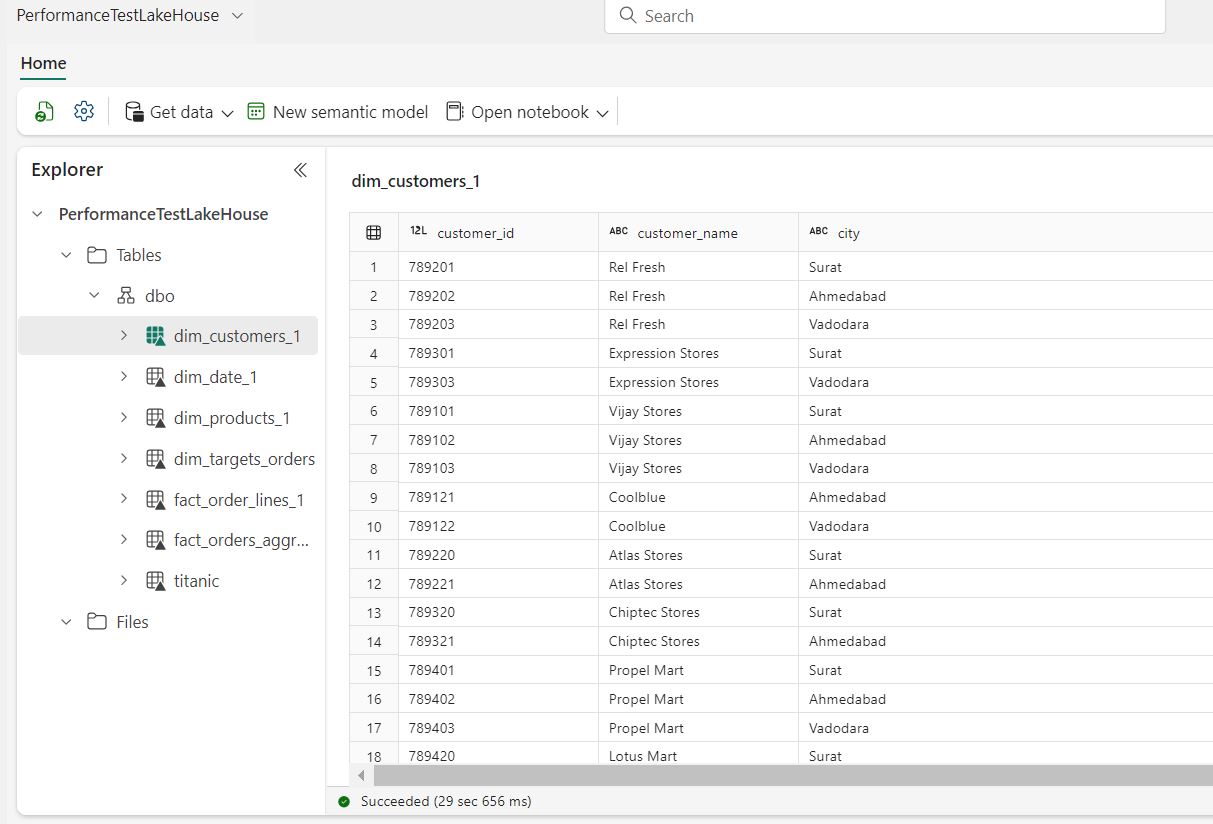 PerformanceTestLakeHouse
Search
Home
Get data
New semantic model
Open notebook
Explorer
PerformanceTestLakeHouse
Tables
dbo
dim_customers_1
dim_date_1
dim_products_1
dim_targets_orders
fact_order_lines_1
fact_orders_aggr...
titanic
Files
dim_customers_1
12L customer_id ABC customer_name ABC city
1 789201 Rel Fresh Surat
2 789202 Rel Fresh Ahmedabad
3 789203 Rel Fresh Vadodara
4 789301 Expression Stores Surat
5 789303 Expression Stores Vadodara
6 789101 Vijay Stores Surat
7 789102 Vijay Stores Ahmedabad
8 789103 Vijay Stores Vadodara
9 789121 Coolblue Ahmedabad
10 789122 Coolblue Vadodara
11 789220 Atlas Stores Surat
12 789221 Atlas Stores Ahmedabad
13 789320 Chiptec Stores Surat
14 789321 Chiptec Stores Ahmedabad
15 789401 Propel Mart Surat
16 789402 Propel Mart Ahmedabad
17 789403 Propel Mart Vadodara
18 789420 Lotus Mart Surat
Succeeded (29 sec 656 ms)